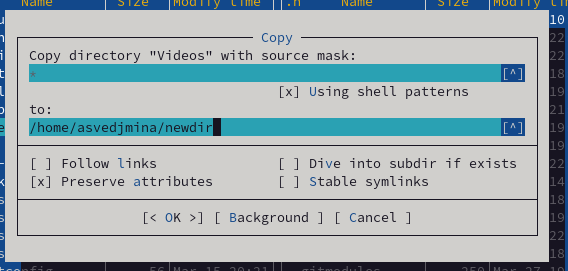 Name Size Modify time .n Name Size Modify tim
Copy
Copy directory "Videos" with source mask:
* [^]
[x] Using shell patterns
to:
/home/asvedjmina/newdir [^]
[ ] Follow links [ ] Dive into subdir if exists
[x] Preserve attributes [ ] Stable symlinks
[< OK >] [ Background ] [ Cancel ]